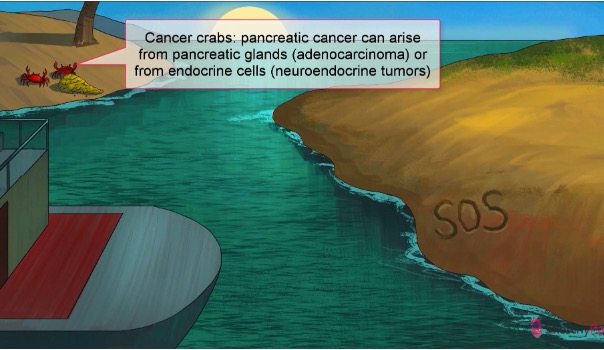 Cancer crabs: pancreatic cancer can arise
from pancreatic glands (adenocarcinoma) or
from endocrine cells (neuroendocrine tumors)
SOS